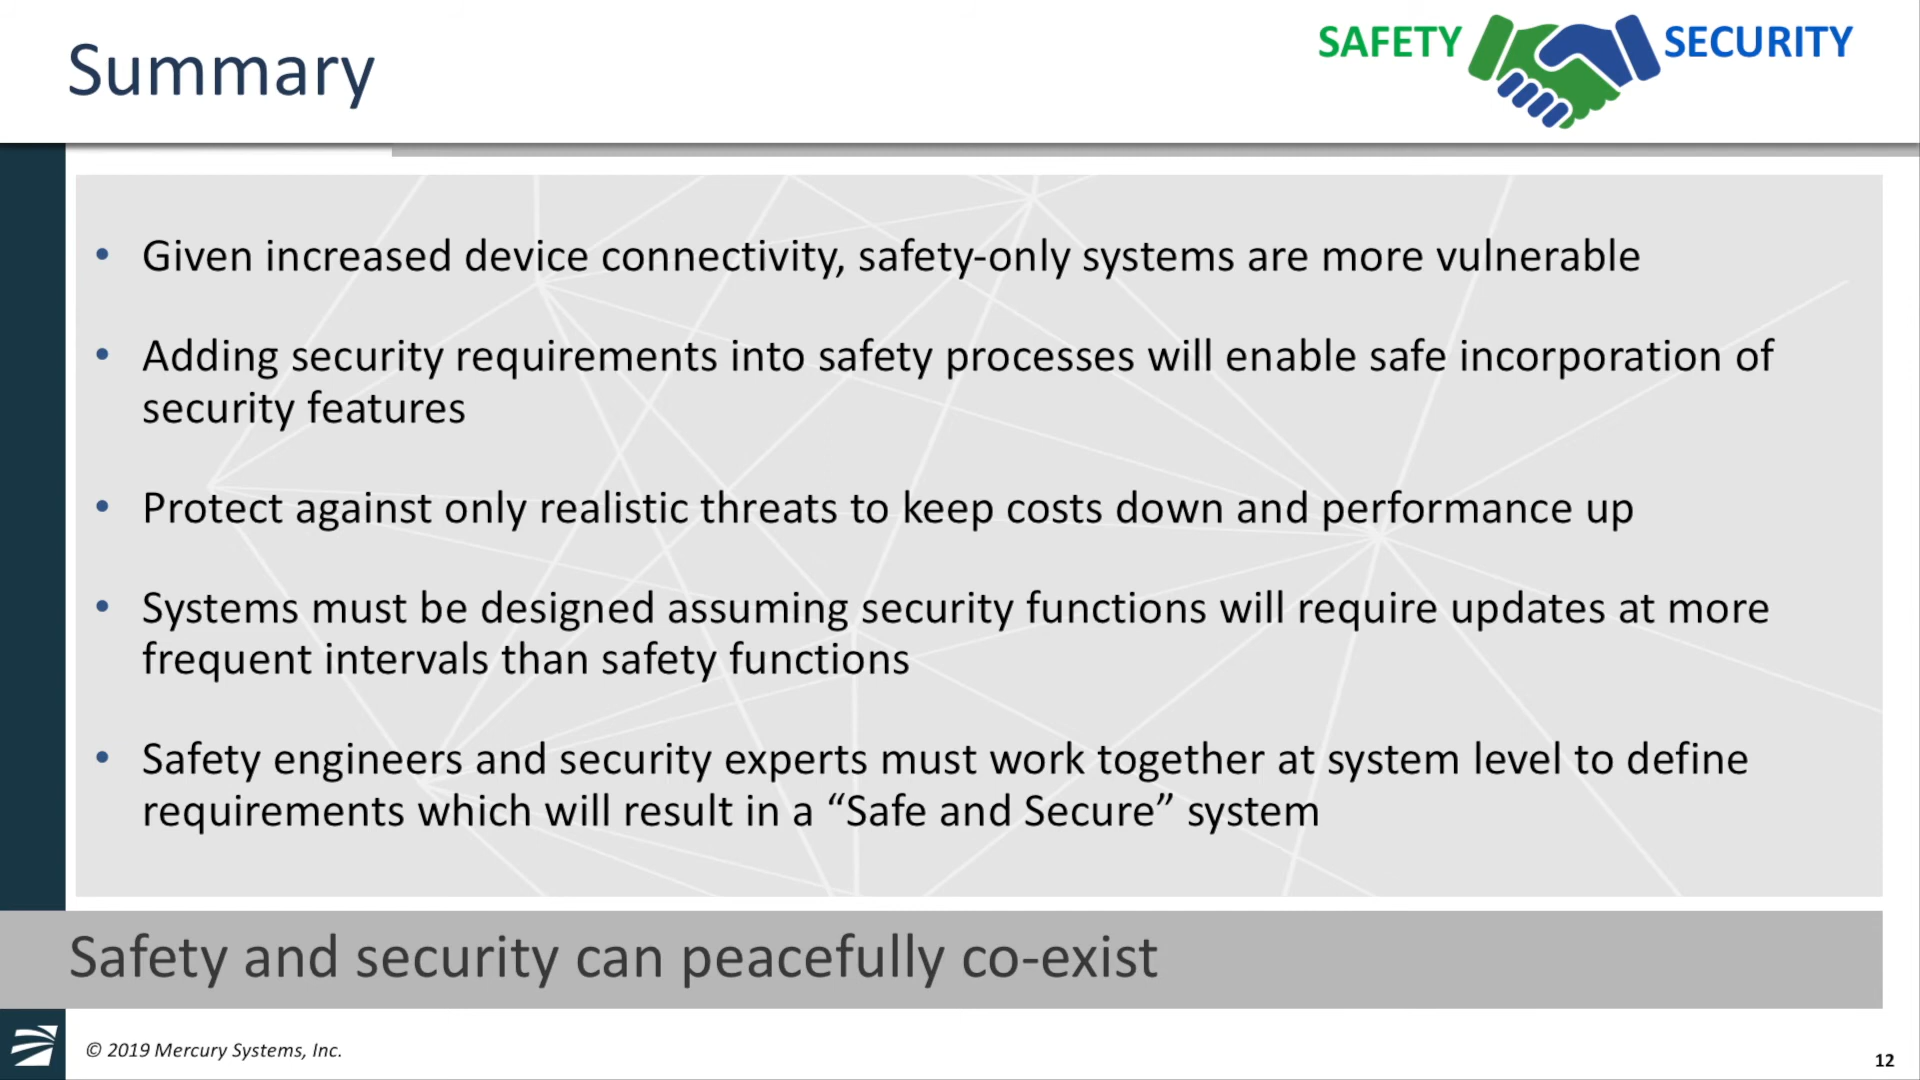 Summary
SAFETY SECURITY
• Given increased device connectivity, safety-only systems are more vulnerable
• Adding security requirements into safety processes will enable safe incorporation of
security features
• Protect against only realistic threats to keep costs down and performance up
• Systems must be designed assuming security functions will require updates at more
frequent intervals than safety functions
• Safety engineers and security experts must work together at system level to define
requirements which will result in a “Safe and Secure” system
Safety and security can peacefully co-exist
© 2019 Mercury Systems, Inc.
12